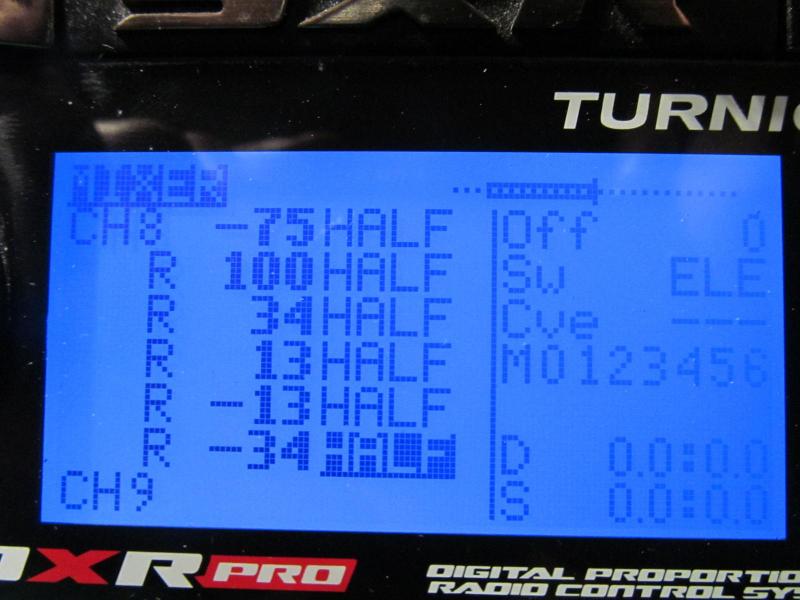 TURNI
MIXER
CH8 -75 HALF Off 0
R 100 HALF Sw ELE
R 34 HALF Cve ---
R 13 HALF M0123456
R -13 HALF
R -34 HALF D 0.0:0.0
CH9 S 0.0:0.0
XR PRO
DIGITAL PROPORTIO
RADIO CONTROL SYS